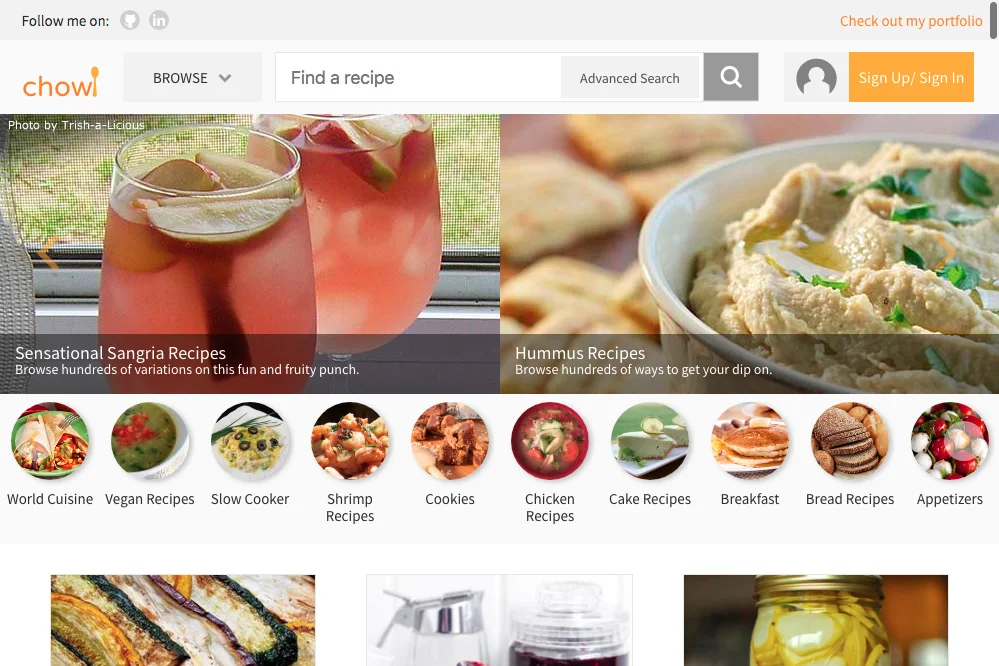 Follow me on:
Check out my portfolio
chowl
BROWSE
Find a recipe
Advanced Search
Sign Up/ Sign In
Photo by Trish-a-Licious
Sensational Sangria Recipes
Browse hundreds of variations on this fun and fruity punch.
Hummus Recipes
Browse hundreds of ways to get your dip on.
World Cuisine
Vegan Recipes
Slow Cooker
Shrimp
Recipes
Cookies
Chicken
Recipes
Cake Recipes
Breakfast
Bread Recipes
Appetizers